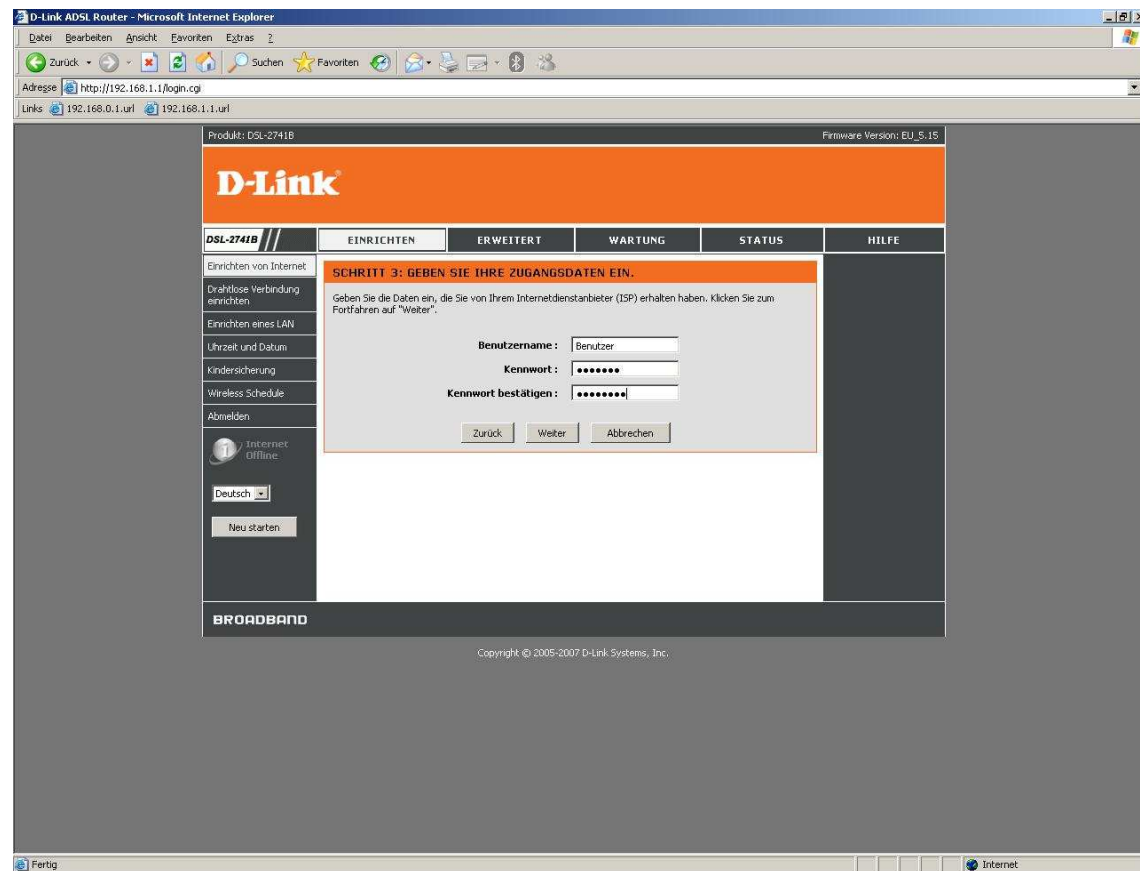 D-Link ADSL Router - Microsoft Internet Explorer
Datei Bearbeiten Ansicht Favoriten Extras ?
Zurück Suchen Favoriten
Adresse http://192.168.1.1/login.cgi
Links 192.168.0.1.url 192.168.1.1.url
Produkt: DSL-2741B Firmware Version: EU_5.15
D-Link
DSL-2741B EINRICHTEN ERWEITERT WARTUNG STATUS HILFE
Einrichten von Internet
Drahtlose Verbindung
einrichten
Einrichten eines LAN
Uhrzeit und Datum
Kindersicherung
Wireless Schedule
Abmelden
Internet
Offline
Deutsch
Neu starten
SCHRITT 3: GEBEN SIE IHRE ZUGANGSDATEN EIN.
Geben Sie die Daten ein, die Sie von Ihrem Internetdienstanbieter (ISP) erhalten haben. Klicken Sie zum
Fortfahren auf "Weiter".
Benutzername : Benutzer
Kennwort : •••••••
Kennwort bestätigen : ••••••••
Zurück Weiter Abbrechen
BROADBAND
Copyright © 2005-2007 D-Link Systems, Inc.
Fertig Internet